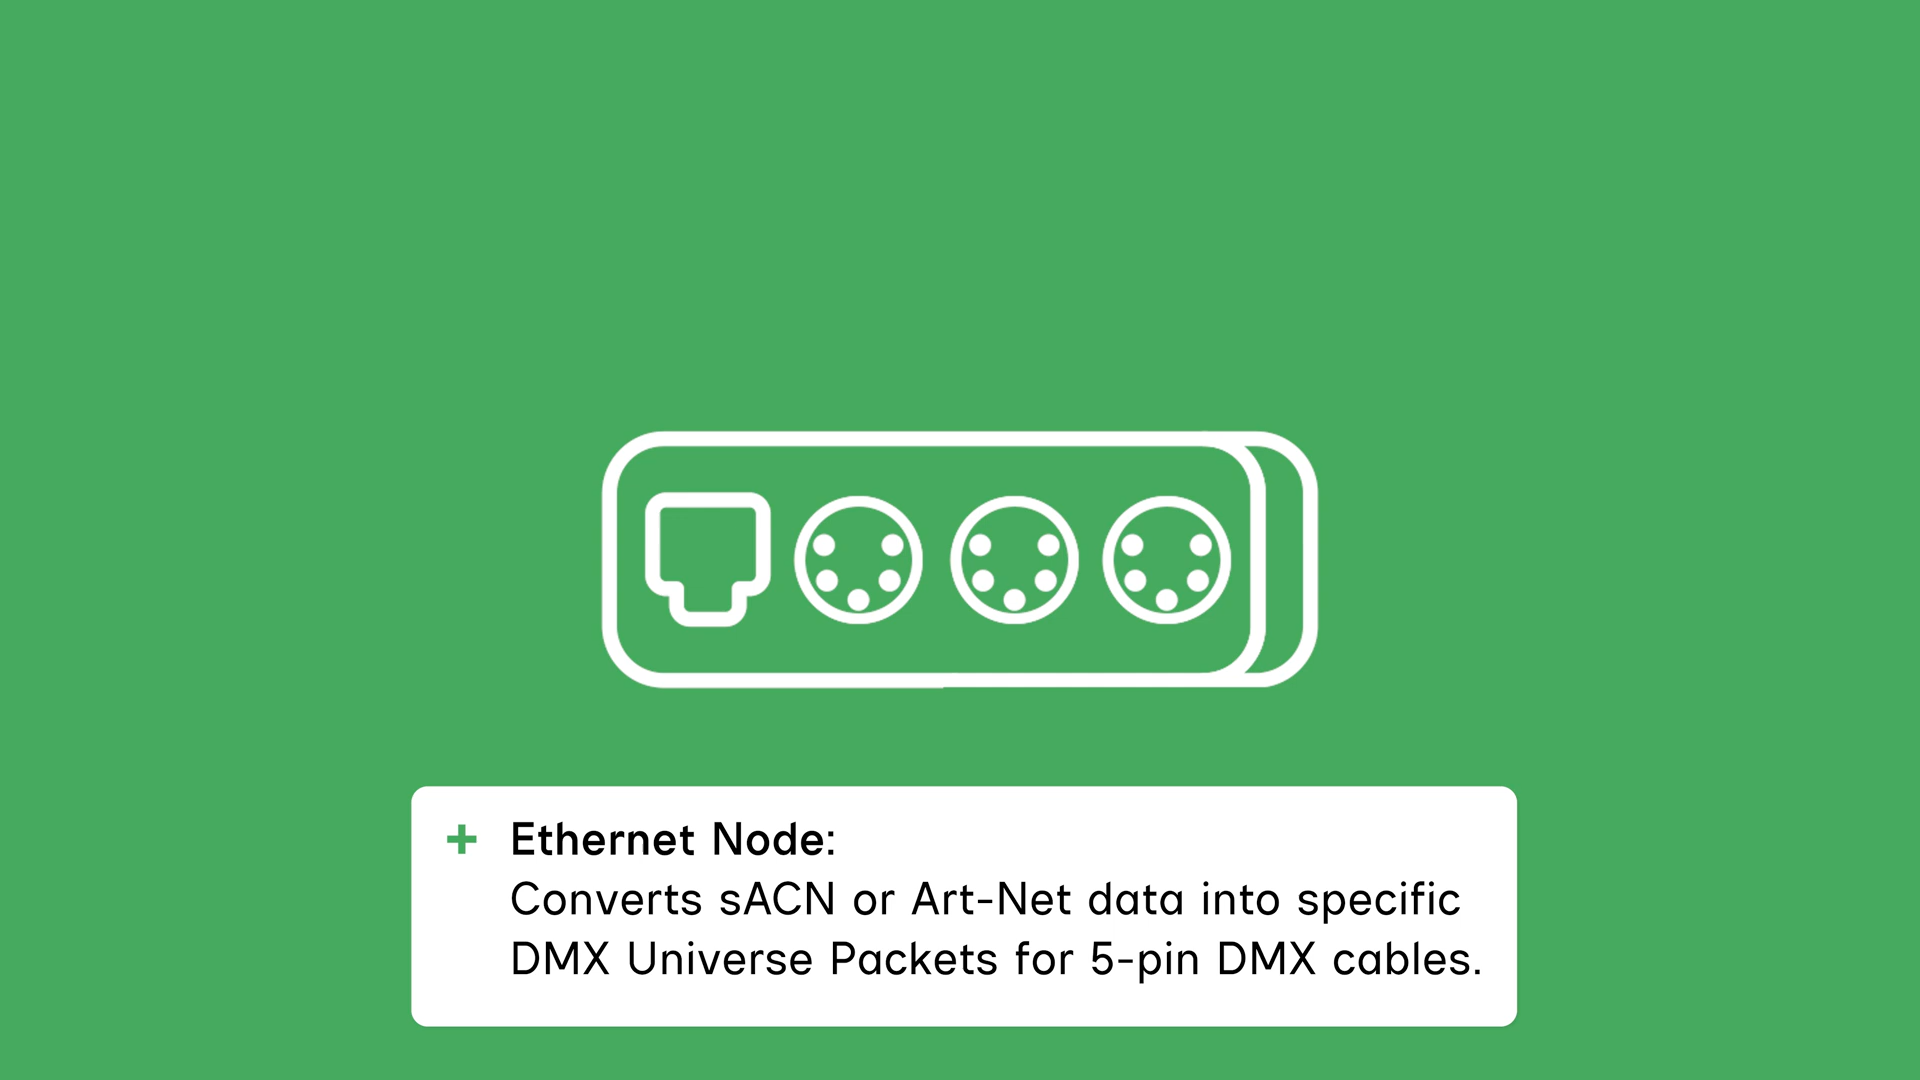 + Ethernet Node:
Converts sACN or Art-Net data into specific
DMX Universe Packets for 5-pin DMX cables.